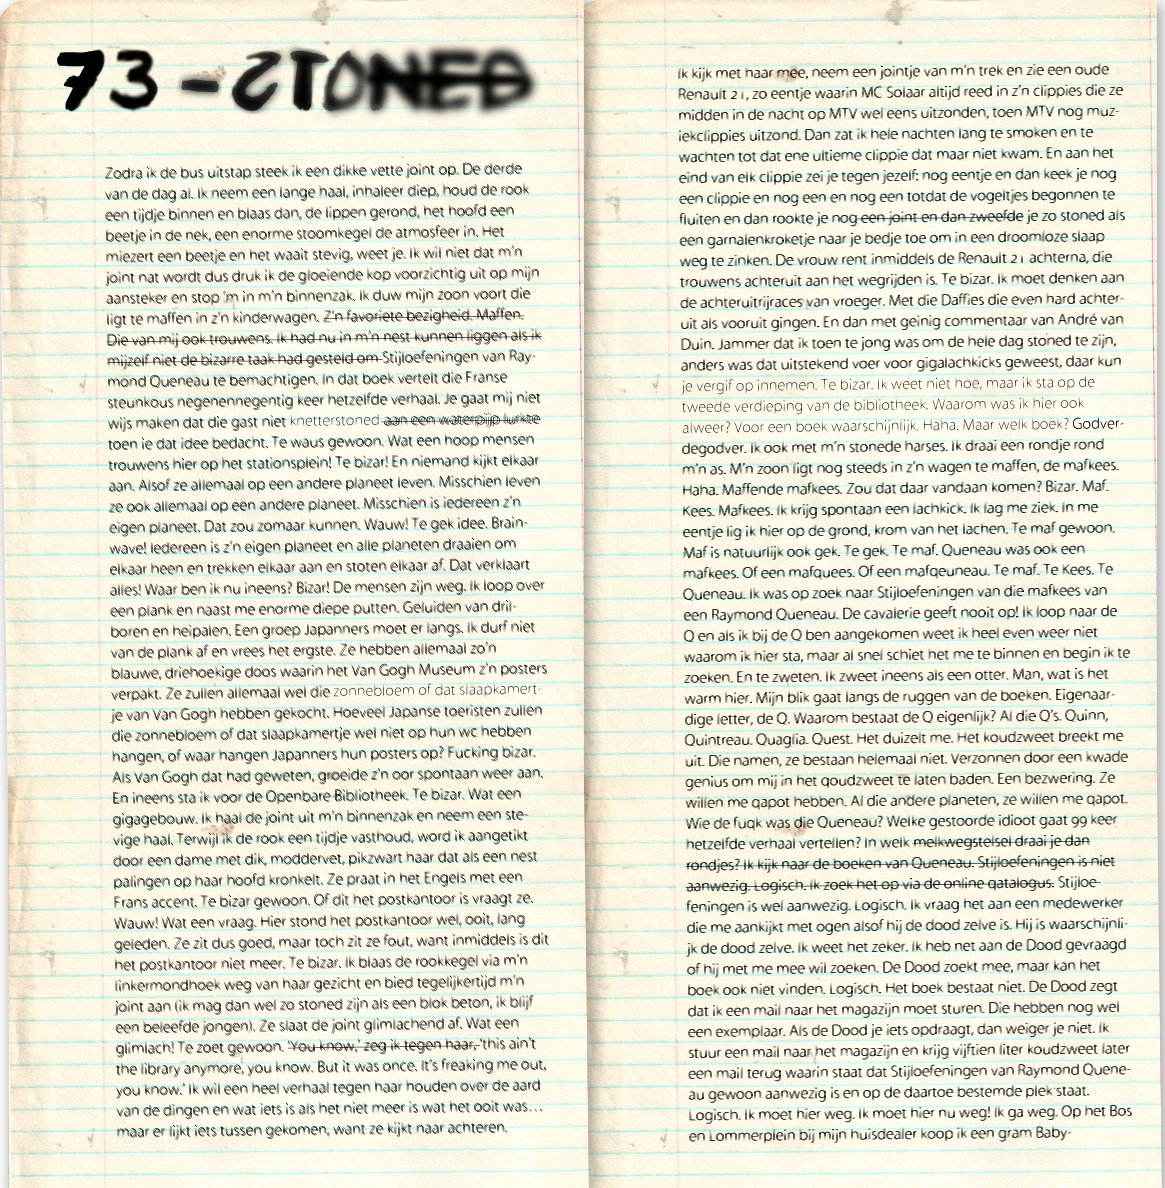 73 - STONED
Zodra ik de bus uitstap steek ik een dikke vette joint op. De derde
van de dag al. Ik neem een lange haal, inhaleer diep, houd de rook
een tijdje binnen en blaas dan, de lippen gerond, het hoofd een
beetje in de nek, een enorme stoomkegel de atmosfeer in. Het
miezert een beetje en het waait stevig, weet je. Ik wil niet dat m'n
joint nat wordt dus druk ik de gloeiende kop voorzichtig uit op mijn
aansteker en stop 'm in m'n binnenzak. Ik duw mijn zoon voort die
ligt te maffen in z'n kinderwagen. Z'n favoriete bezigheid. Maffen.
Die van mij ook trouwens. Ik had nu in m'n nest kunnen liggen als ik
mijzelf niet de bizarre taak had gesteld om Stijloefeningen van Ray-
mond Queneau te bemachtigen. In dat boek vertelt die Franse
steunkous negenennegentig keer hetzelfde verhaal. Je gaat mij niet
wijs maken dat die gast niet knetterstoned aan een waterpijp lurkte
toen ie dat idee bedacht. Te waus gewoon. Wat een hoop mensen
trouwens hier op het stationsplein! Te bizar! En niemand kijkt elkaar
aan. Alsof ze allemaal op een andere planeet leven. Misschien leven
ze ook allemaal op een andere planeet. Misschien is iedereen z'n
eigen planeet. Dat zou zomaar kunnen. Wauw! Te gek idee. Brain-
wave! Iedereen is z'n eigen planeet en alle planeten draaien om
elkaar heen en trekken elkaar aan en stoten elkaar af. Dat verklaart
alles! Waar ben ik nu ineens? Bizar! De mensen zijn weg. Ik loop over
een plank en naast me enorme diepe putten. Geluiden van dril-
boren en heipalen. Een groep Japanners moet er langs. Ik durf niet
van de plank af en vrees het ergste. Ze hebben allemaal zo'n
blauwe, driehoekige doos waarin het Van Gogh Museum z'n posters
verpakt. Ze zullen allemaal wel die zonnebloem of dat slaapkamert-
je van Van Gogh hebben gekocht. Hoeveel Japanse toeristen zullen
die zonnebloem of dat slaapkamertje wel niet op hun wc hebben
hangen, of waar hangen Japanners hun posters op? Fucking bizar.
Als Van Gogh dat had geweten, groeide z'n oor spontaan weer aan.
En ineens sta ik voor de Openbare Bibliotheek. Te bizar. Wat een
gigagebouw. Ik haal de joint uit m'n binnenzak en neem een ste-
vige haal. Terwijl ik de rook een tijdje vasthoud, word ik aangetikt
door een dame met dik, moddervet, pikzwart haar dat als een nest
palingen op haar hoofd kronkelt. Ze praat in het Engels met een
Frans accent. Te bizar gewoon. Of dit het postkantoor is vraagt ze.
Wauw! Wat een vraag. Hier stond het postkantoor wel, ooit, lang
geleden. Ze zit dus goed, maar toch zit ze fout, want inmiddels is dit
het postkantoor niet meer. Te bizar. Ik blaas de rookkegel via m'n
linkermondhoek weg van haar gezicht en bied tegelijkertijd m'n
joint aan (ik mag dan wel zo stoned zijn als een blok beton, ik blijf
een beleefde jongen). Ze slaat de joint glimlachend af. Wat een
glimlach! Te zoet gewoon. 'You know,' zeg ik tegen haar, 'this ain't
the library anymore, you know. But it was once. It's freaking me out,
you know.' Ik wil een heel verhaal tegen haar houden over de aard
van de dingen en wat iets is als het niet meer is wat het ooit was...
maar er lijkt iets tussen gekomen, want ze kijkt naar achteren.
Ik kijk met haar mee, neem een jointje van m'n trek en zie een oude
Renault 21, zo eentje waarin MC Solaar altijd reed in z'n clippies die ze
midden in de nacht op MTV wel eens uitzonden, toen MTV nog muz-
iekclippies uitzond. Dan zat ik hele nachten lang te smoken en te
wachten tot dat ene ultieme clippie dat maar niet kwam. En aan het
eind van elk clippie zei je tegen jezelf: nog eentje en dan keek je nog
een clippie en nog een en nog een totdat de vogeltjes begonnen te
fluiten en dan rookte je nog een joint en dan zweefde je zo stoned als
een garnalenkroketje naar je bedje toe om in een droomloze slaap
weg te zinken. De vrouw rent inmiddels de Renault 21 achterna, die
trouwens achteruit aan het wegrijden is. Te bizar. Ik moet denken aan
de achteruitrijraces van vroeger. Met die Daffies die even hard achter-
uit als vooruit gingen. En dan met geinig commentaar van André van
Duin. Jammer dat ik toen te jong was om de hele dag stoned te zijn,
anders was dat uitstekend voer voor gigalachkicks geweest, daar kun
je vergif op innemen. Te bizar. Ik weet niet hoe, maar ik sta op de
tweede verdieping van de bibliotheek. Waarom was ik hier ook
alweer? Voor een boek waarschijnlijk. Haha. Maar welk boek? Godver-
degodver. Ik ook met m'n stonede harses. Ik draai een rondje rond
m'n as. M'n zoon ligt nog steeds in z'n wagen te maffen, de mafkees.
Haha. Maffende mafkees. Zou dat daar vandaan komen? Bizar. Maf.
Kees. Mafkees. Ik krijg spontaan een lachkick. Ik lag me ziek. In me
eentje lig ik hier op de grond, krom van het lachen. Te maf gewoon.
Maf is natuurlijk ook gek. Te gek. Te maf. Queneau was ook een
mafkees. Of een mafquees. Of een mafqeuneau. Te maf. Te Kees. Te
Queneau. Ik was op zoek naar Stijloefeningen van die mafkees van
een Raymond Queneau. De cavalerie geeft nooit op! Ik loop naar de
Q en als ik bij de Q ben aangekomen weet ik heel even weer niet
waarom ik hier sta, maar al snel schiet het me te binnen en begin ik te
zoeken. En te zweten. Ik zweet ineens als een otter. Man, wat is het
warm hier. Mijn blik gaat langs de ruggen van de boeken. Eigenaar-
dige letter, de Q. Waarom bestaat de Q eigenlijk? Al die Q's. Quinn,
Quintreau. Quaglia. Quest. Het duizelt me. Het koudzweet breekt me
uit. Die namen, ze bestaan helemaal niet. Verzonnen door een kwade
genius om mij in het qoudzweet te laten baden. Een bezwering. Ze
willen me qapot hebben. Al die andere planeten, ze willen me qapot.
Wie de fuqk was die Queneau? Welke gestoorde idioot gaat 99 keer
hetzelfde verhaal vertellen? In welk melkwegstelsel draai je dan
rondjes? Ik kijk naar de boeken van Queneau. Stijloefeningen is niet
aanwezig. Logisch. Ik zoek het op via de online qatalogus. Stijloe-
feningen is wel aanwezig. Logisch. Ik vraag het aan een medewerker
die me aankijkt met ogen alsof hij de dood zelve is. Hij is waarschijnli-
jk de dood zelve. Ik weet het zeker. Ik heb net aan de Dood gevraagd
of hij met me mee wil zoeken. De Dood zoekt mee, maar kan het
boek ook niet vinden. Logisch. Het boek bestaat niet. De Dood zegt
dat ik een mail naar het magazijn moet sturen. Die hebben nog wel
een exemplaar. Als de Dood je iets opdraagt, dan weiger je niet. Ik
stuur een mail naar het magazijn en krijg vijftien liter koudzweet later
een mail terug waarin staat dat Stijloefeningen van Raymond Quene-
au gewoon aanwezig is en op de daartoe bestemde plek staat.
Logisch. Ik moet hier weg. Ik moet hier nu weg! Ik ga weg. Op het Bos
en Lommerplein bij mijn huisdealer koop ik een gram Baby-